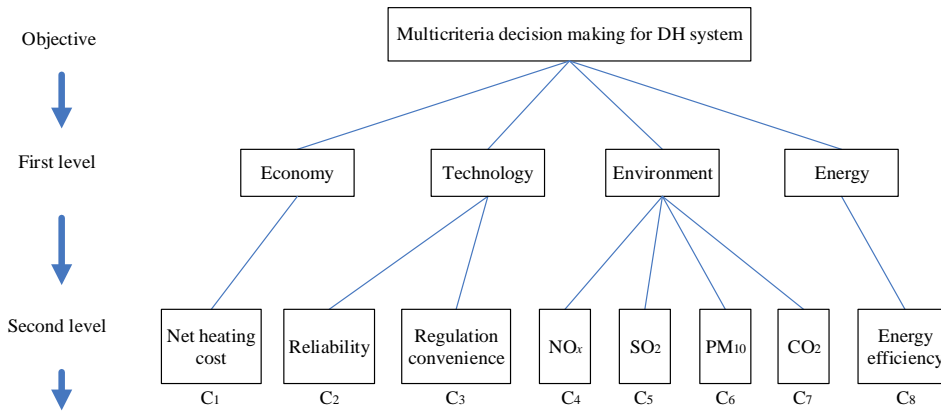 Multicriteria decision making for DH system
Objective
First level
Economy
Technology
Environment
Energy
Second level
Net heating
cost
Reliability
Regulation
convenience
NOx
SO2
PM10
CO2
Energy
efficiency
C1
C2
C3
C4
C5
C6
C7
C8